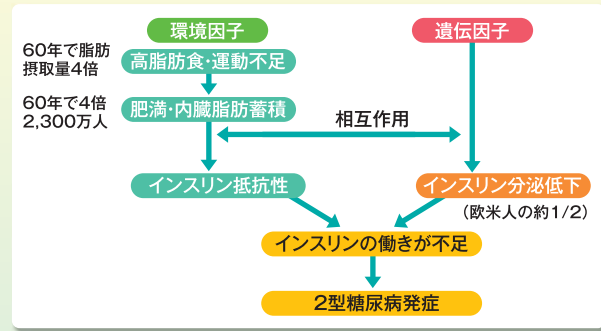 環境因子
遺伝因子
60年で脂肪
摂取量4倍
高脂肪食・運動不足
60年で4倍
2,300万人
肥満・内臓脂肪蓄積
相互作用
インスリン抵抗性
インスリン分泌低下
(欧米人の約1/2)
インスリンの働きが不足
2型糖尿病発症